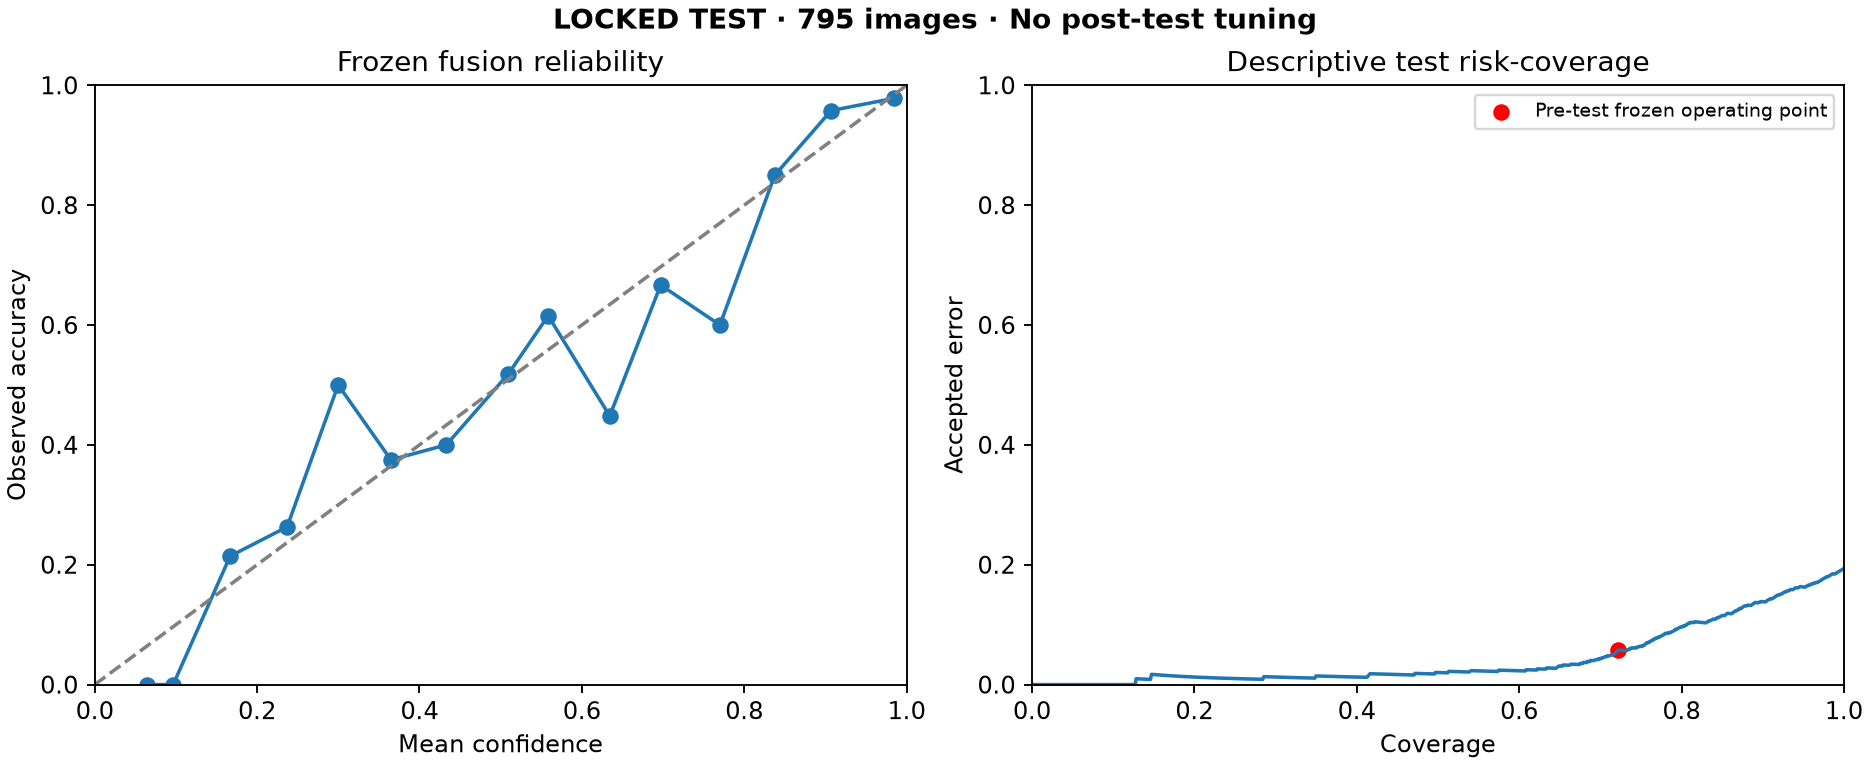 LOCKED TEST · 795 images · No post-test tuning
Frozen fusion reliability
Observed accuracy
1.0
0.8
0.6
0.4
0.2
0.0
0.0 0.2 0.4 0.6 0.8 1.0
Mean confidence
Descriptive test risk-coverage
Pre-test frozen operating point
Accepted error
1.0
0.8
0.6
0.4
0.2
0.0
0.0 0.2 0.4 0.6 0.8 1.0
Coverage